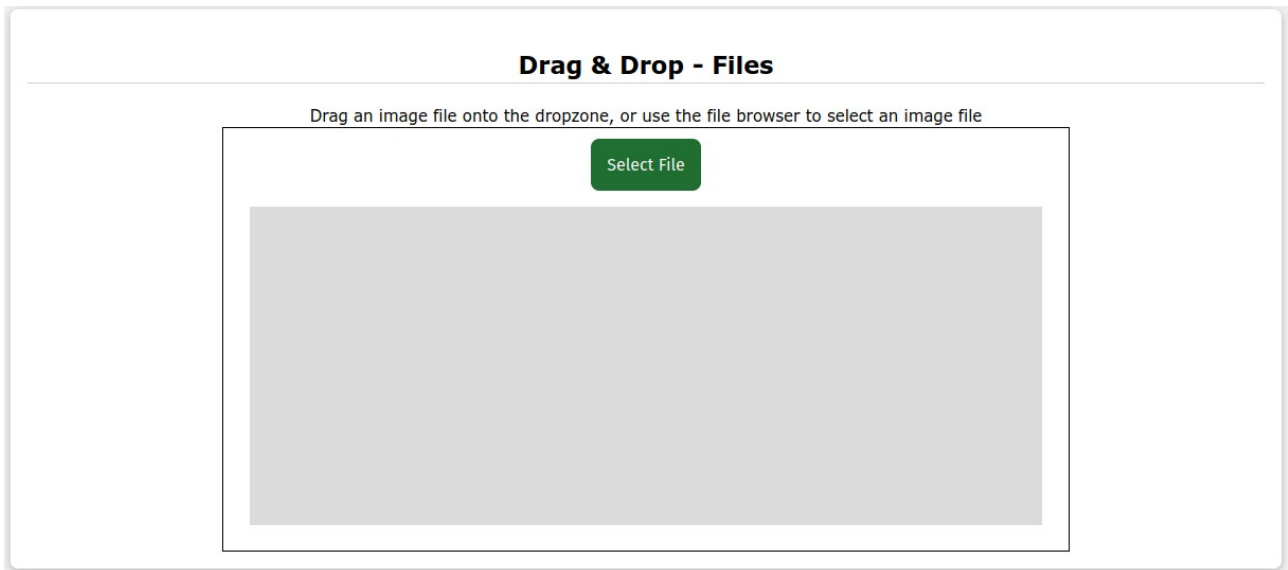 Drag & Drop - Files
Drag an image file onto the dropzone, or use the file browser to select an image file
Select File